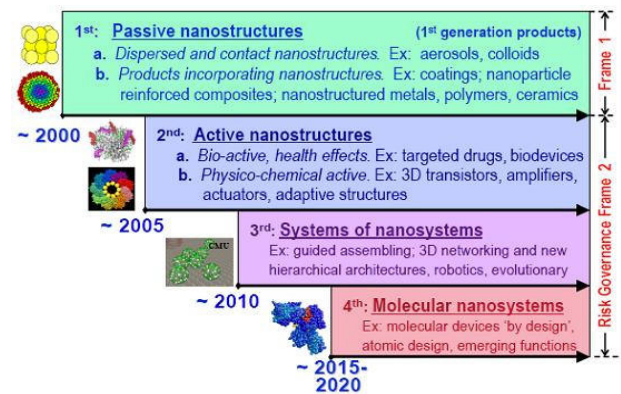 1st: Passive nanostructures (1st generation products)
a. Dispersed and contact nanostructures. Ex: aerosols, colloids
b. Products incorporating nanostructures. Ex: coatings; nanoparticle
reinforced composites; nanostructured metals, polymers, ceramics
~ 2000
2nd: Active nanostructures
a. Bio-active, health effects. Ex: targeted drugs, biodevices
b. Physico-chemical active. Ex: 3D transistors, amplifiers,
actuators, adaptive structures
~ 2005
CMU
3rd: Systems of nanosystems
Ex: guided assembling; 3D networking and new
hierarchical architectures, robotics, evolutionary
~ 2010
4th: Molecular nanosystems
Ex: molecular devices ‘by design’,
atomic design, emerging functions
~ 2015-
2020
Frame 1
Risk Governance Frame 2